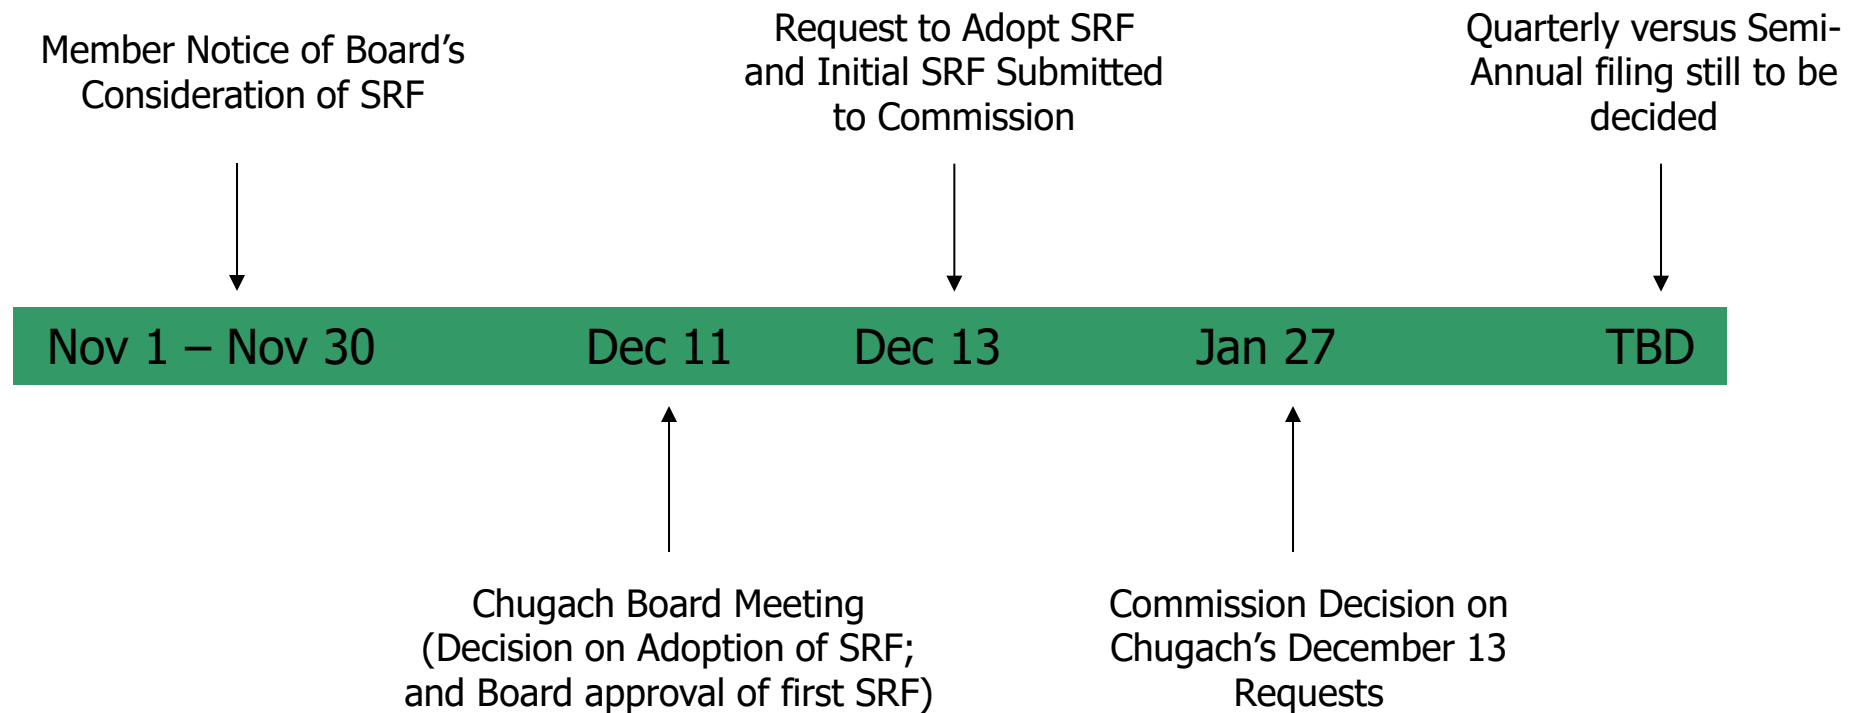 Member Notice of Board’s
Consideration of SRF
Request to Adopt SRF
and Initial SRF Submitted
to Commission
Quarterly versus Semi-
Annual filing still to be
decided
Nov 1 – Nov 30
Dec 11
Dec 13
Jan 27
TBD
Chugach Board Meeting
(Decision on Adoption of SRF;
and Board approval of first SRF)
Commission Decision on
Chugach’s December 13
Requests